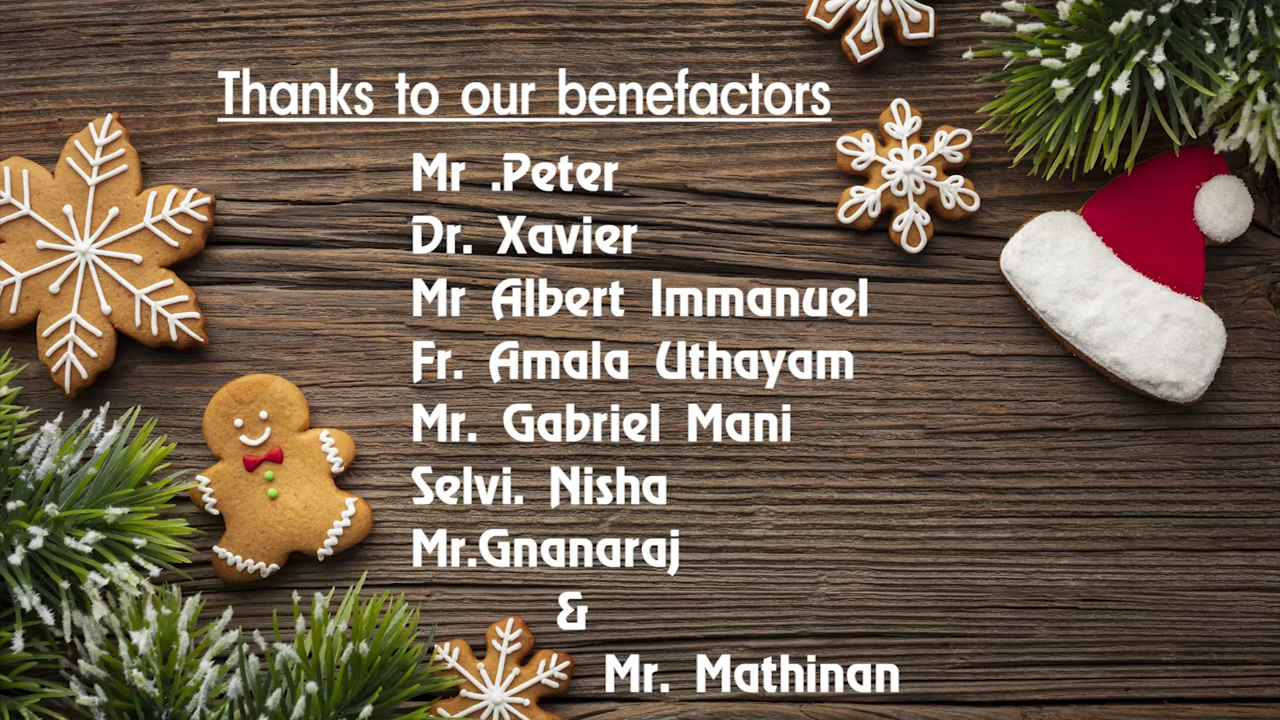 Thanks to our benefactors
Mr .Peter
Dr. Xavier
Mr Albert Immanuel
Fr. Amala Uthayam
Mr. Gabriel Mani
Selvi. Nisha
Mr.Gnanaraj
&
Mr. Mathinan